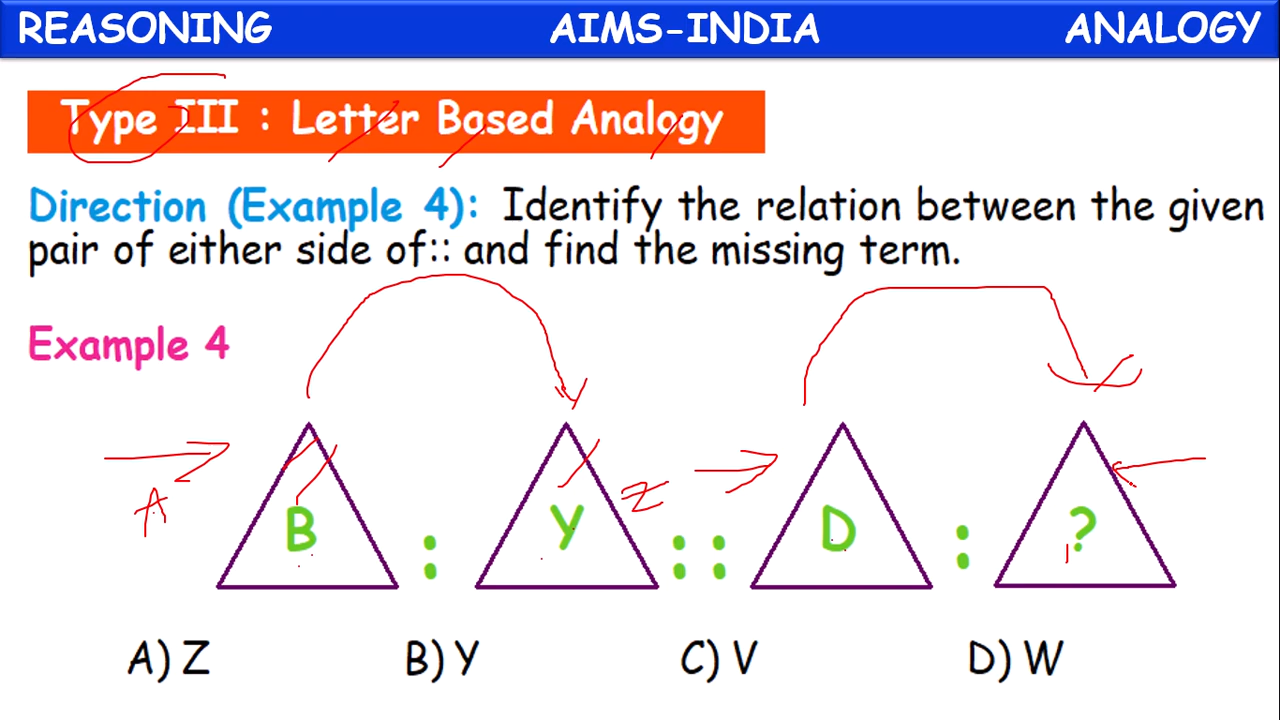 REASONING AIMS-INDIA ANALOGY
Type III : Letter Based Analogy
Direction (Example 4): Identify the relation between the given
pair of either side of:: and find the missing term.
Example 4
A Z
B : Y :: D : ?
A) Z B) Y C) V D) W